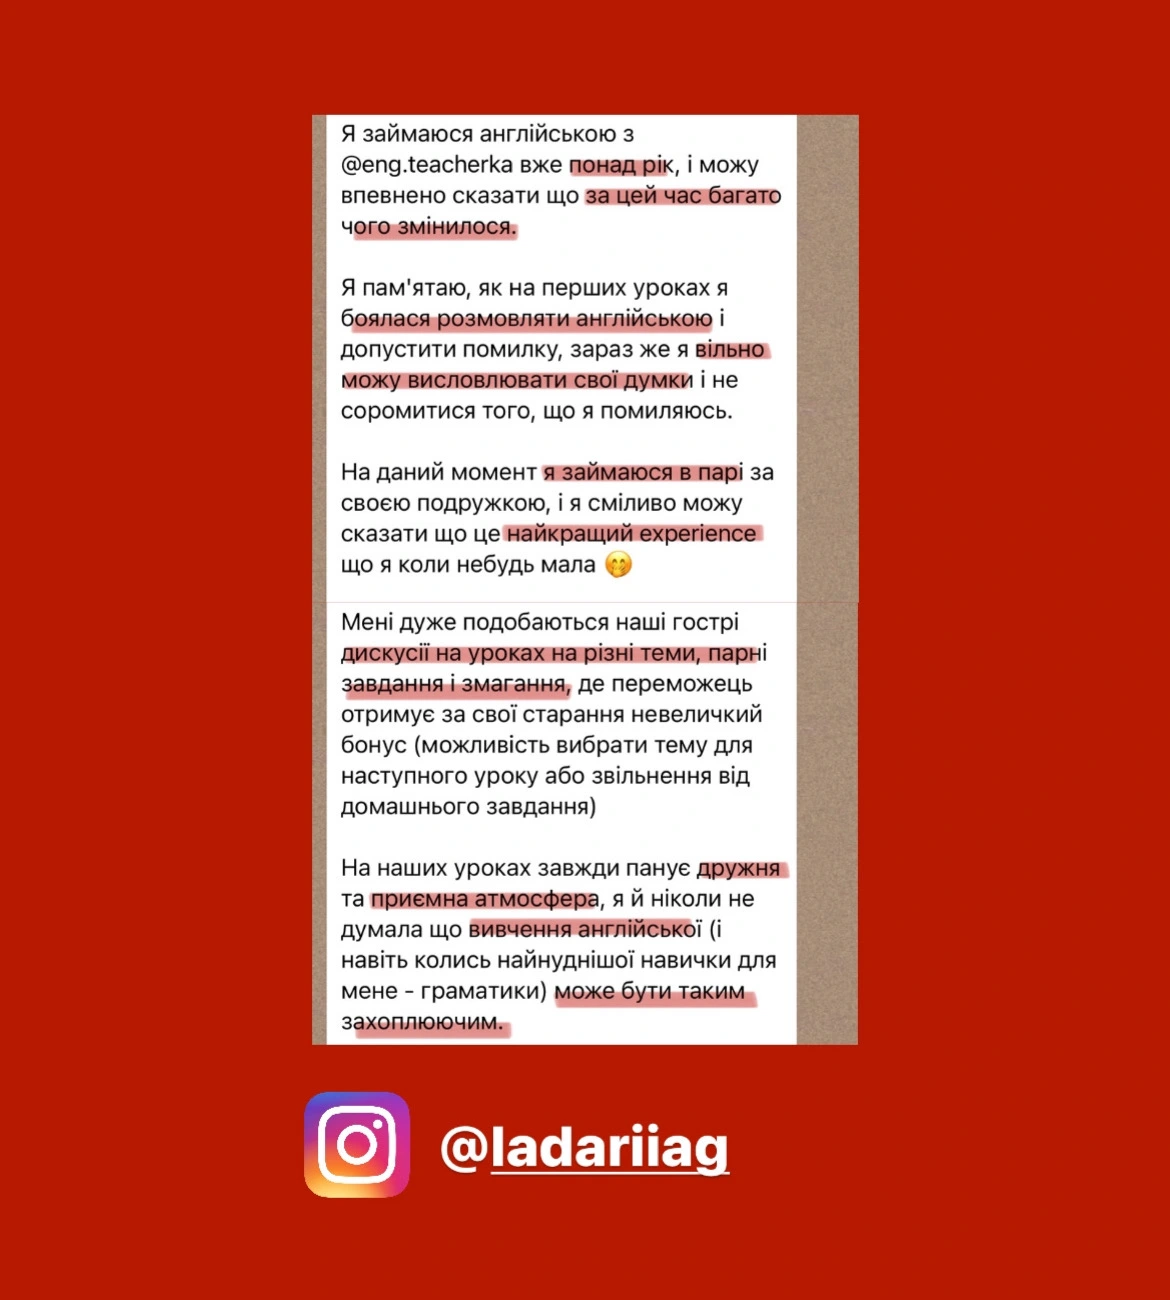 Я займаюся англійською з
@eng.teacherka вже понад рік, і можу
впевнено сказати що за цей час багато
чого змінилося.
Я пам'ятаю, як на перших уроках я
боялася розмовляти англійською і
допустити помилку, зараз же я вільно
можу висловлювати свої думки і не
соромитися того, що я помиляюсь.
На даний момент я займаюся в парі за
своєю подружкою, і я сміливо можу
сказати що це найкращий experience
що я коли небудь мала 🤭
Мені дуже подобаються наші гострі
дискусії на уроках на різні теми, парні
завдання і змагання, де переможець
отримує за свої старання невеличкий
бонус (можливість вибрати тему для
наступного уроку або звільнення від
домашнього завдання)
На наших уроках завжди панує дружня
та приємна атмосфера, я й ніколи не
думала що вивчення англійської (і
навіть колись найнуднішої навички для
мене - граматики) може бути таким
захоплюючим.
@ladariiag